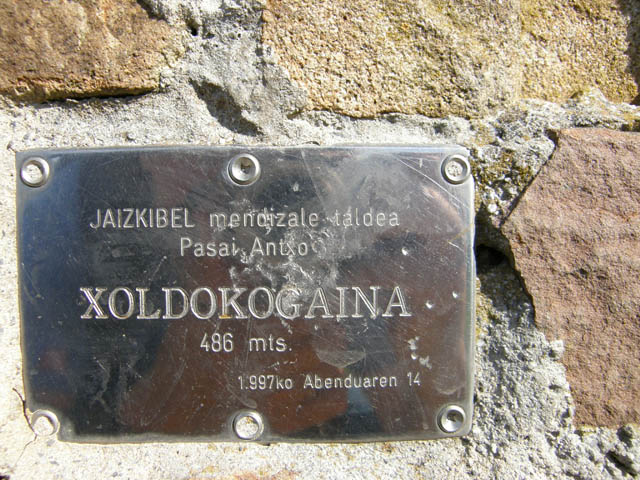 JAIZKIBEL mendizale taldea
Pasai Antxo
XOLDOKOGAINA
486 mts.
1.997ko Abenduaren 14